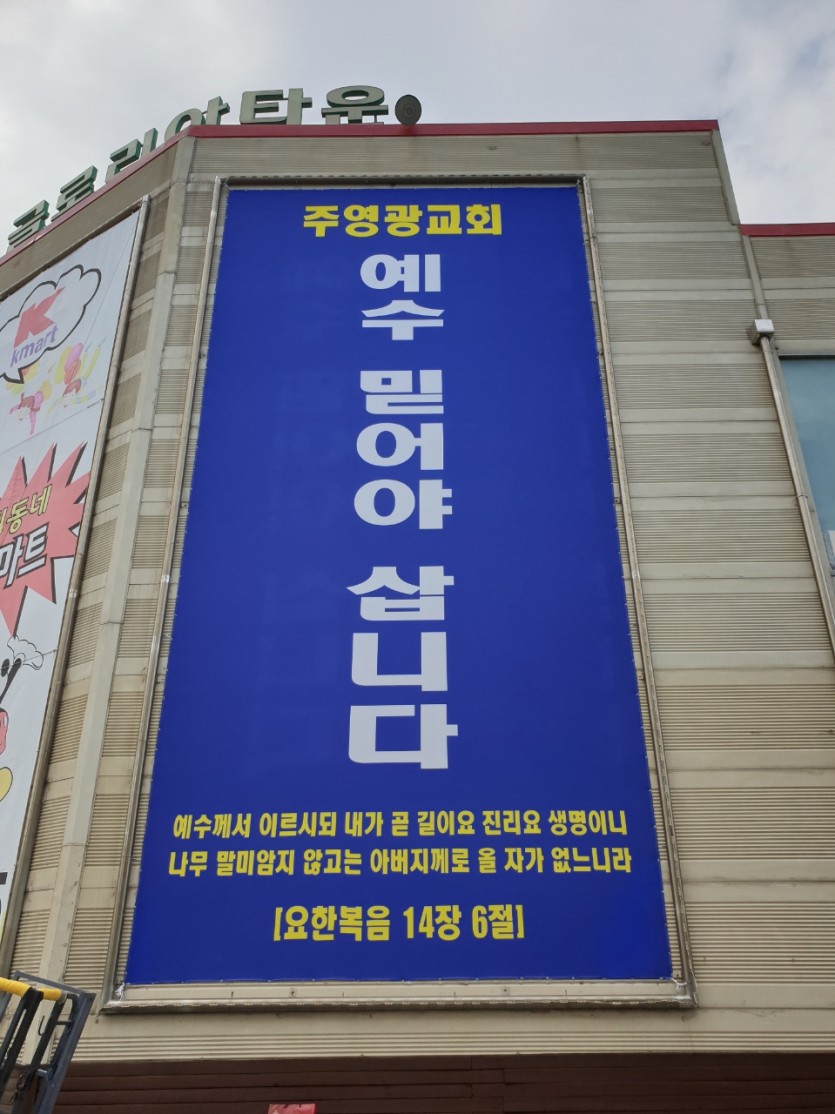 글로리아타운
주영광교회
예수 믿어야 삽니다
예수께서 이르시되 내가 곧 길이요 진리요 생명이니
나무 말미암지 않고는 아버지께로 올 자가 없느니라
[요한복음 14장 6절]
K
kmart
동네
마트